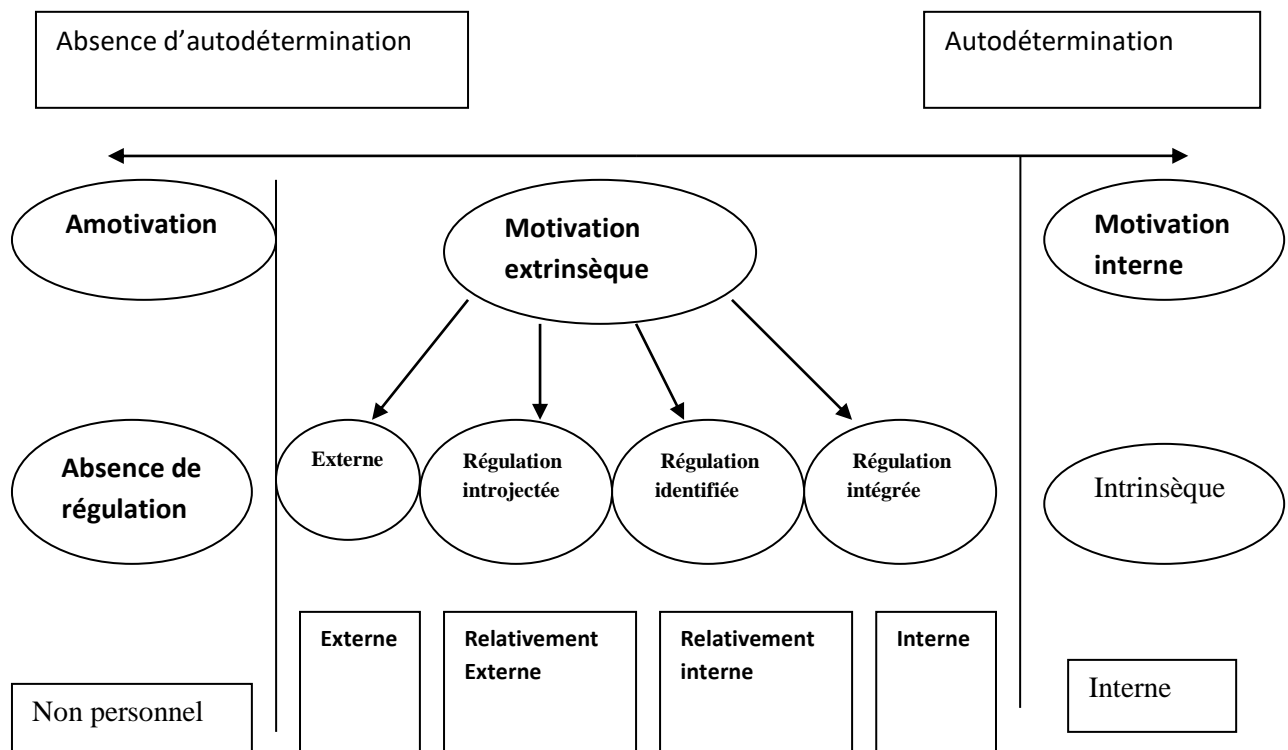 Absence d’autodétermination
Autodétermination
Amotivation
Motivation
extrinsèque
Motivation
interne
Absence de
régulation
Externe
Régulation
introjectée
Régulation
identifiée
Régulation
intégrée
Intrinsèque
Non personnel
Externe
Relativement
Externe
Relativement
interne
Interne
Interne